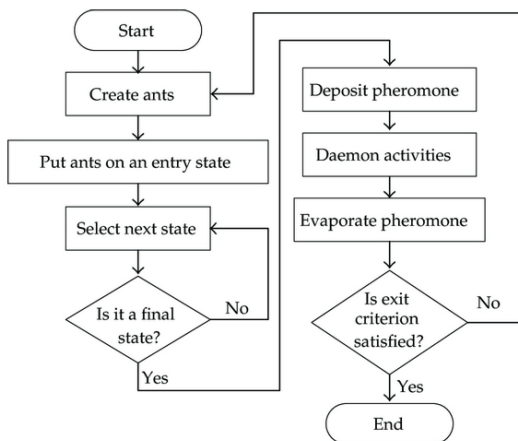 Start
Create ants
Put ants on an entry state
Select next state
Is it a final
state?
No
Yes
Deposit pheromone
Daemon activities
Evaporate pheromone
Is exit
criterion
satisfied?
No
Yes
End